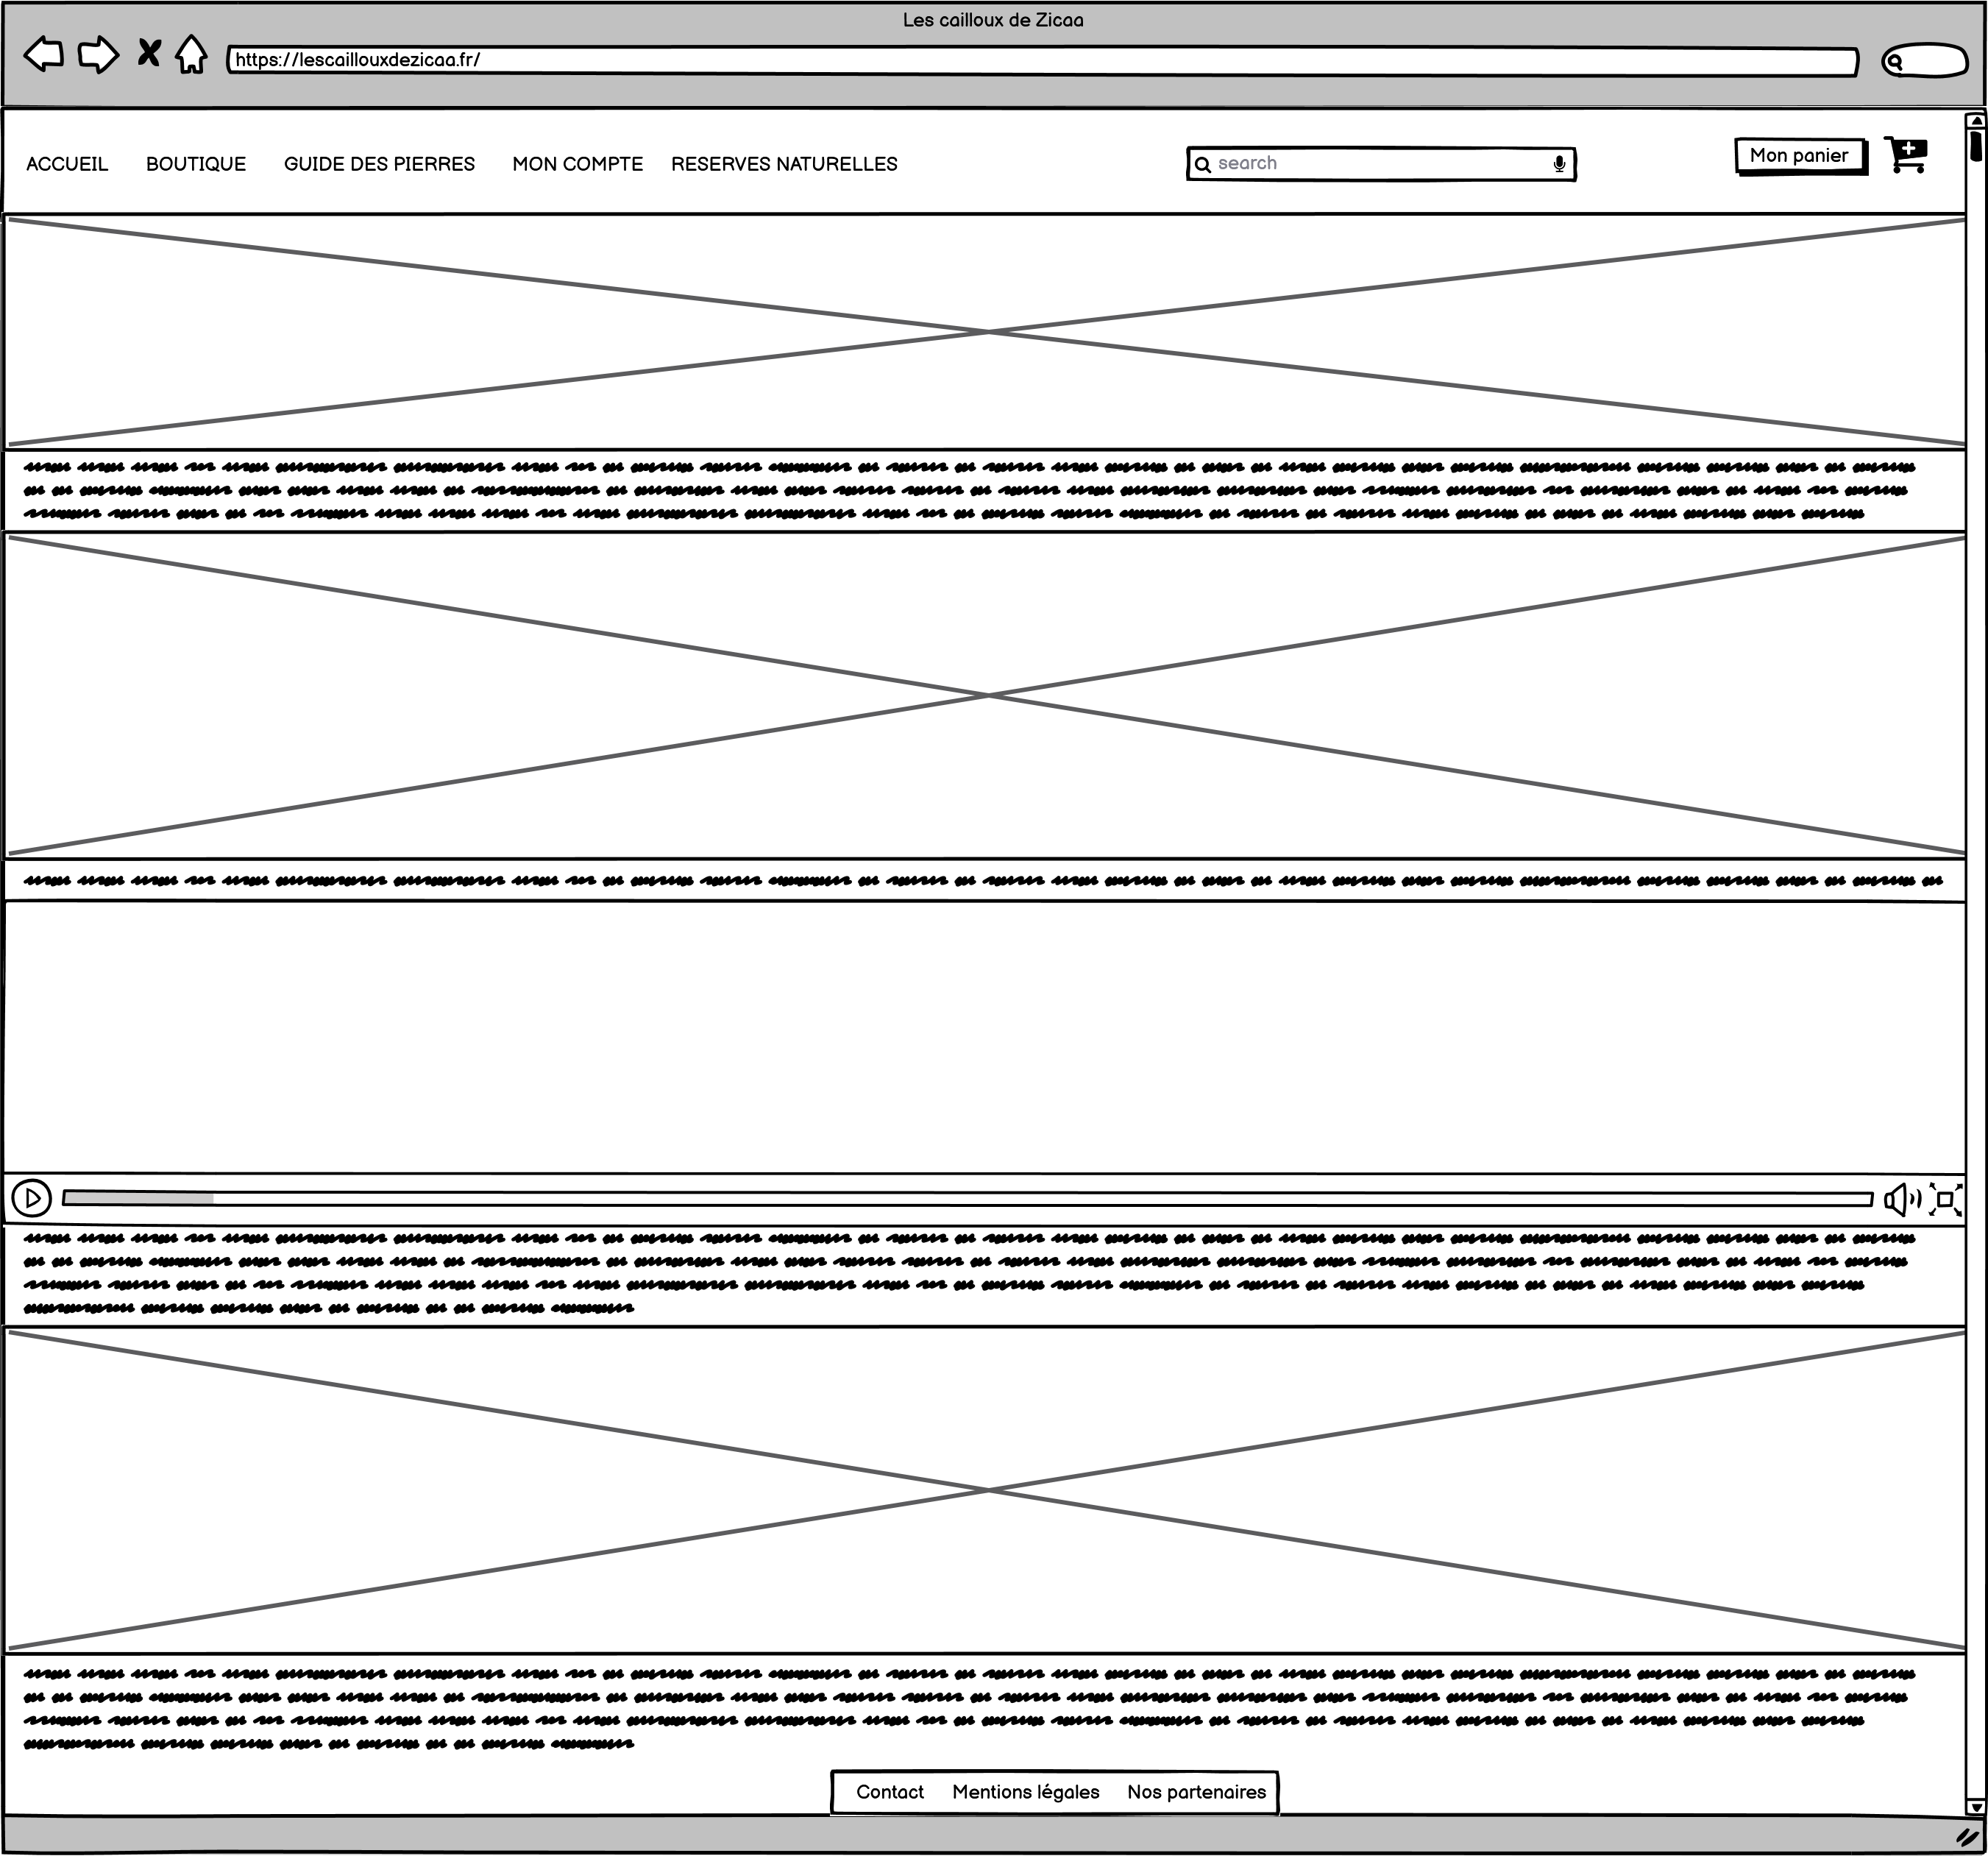 Les cailloux de Zicaa
https://lescaillouxdezicaa.fr/
ACCUEIL BOUTIQUE GUIDE DES PIERRES MON COMPTE RESERVES NATURELLES search Mon panier
Contact Mentions légales Nos partenaires